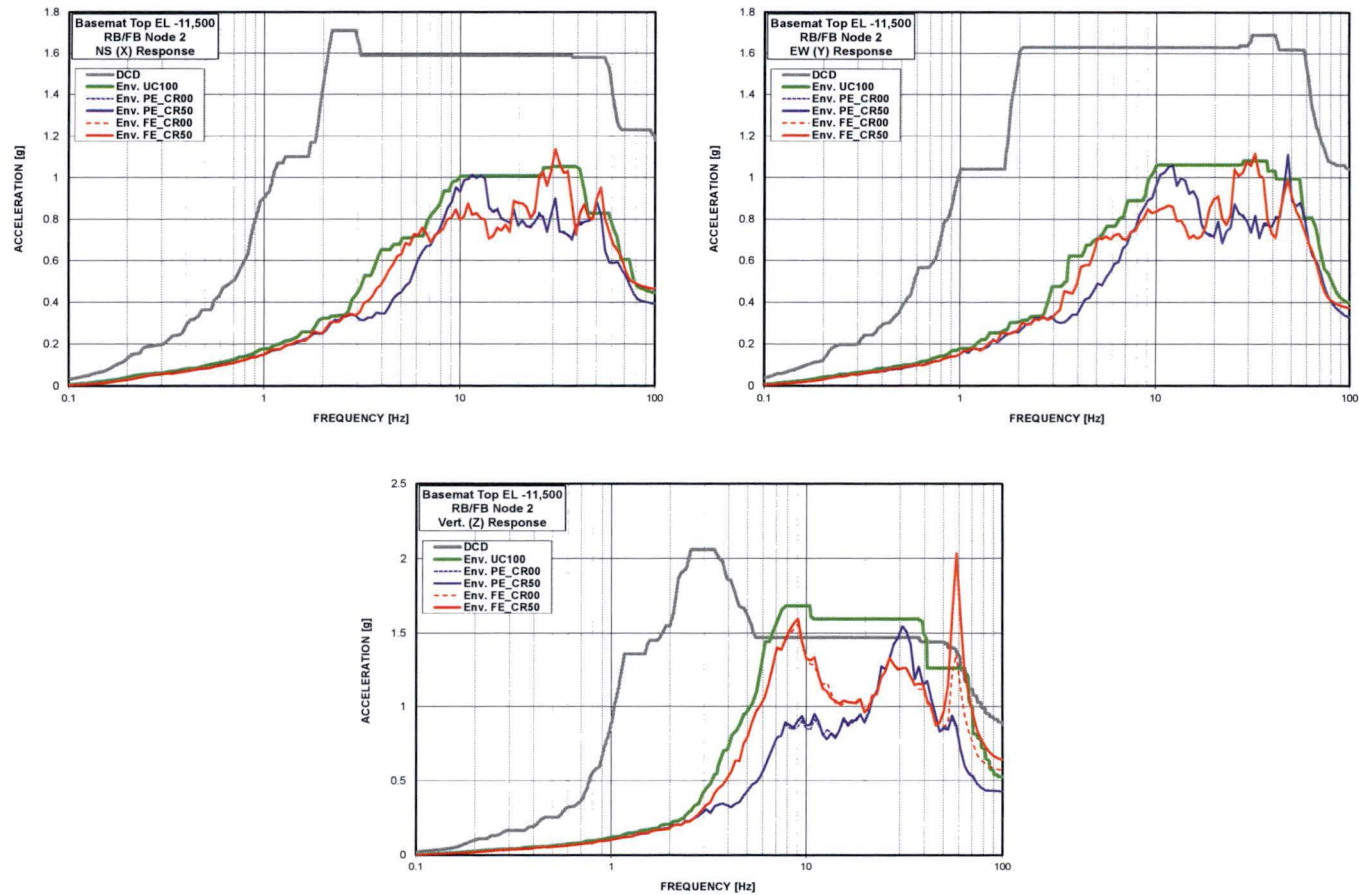 Basemat Top EL -11,500
RB/FB Node 2
NS (X) Response
DCD
Env. UC100
Env. PE_CR00
Env. PE_CR50
Env. FE_CR00
Env. FE_CR50
ACCELERATION [g]
1.8
1.6
1.4
1.2
1
0.8
0.6
0.4
0.2
0
0.1
1
10
100
FREQUENCY [Hz]
Basemat Top EL -11,500
RB/FB Node 2
EW (Y) Response
DCD
Env. UC100
Env. PE_CR00
Env. PE_CR50
Env. FE_CR00
Env. FE_CR50
ACCELERATION [g]
1.8
1.6
1.4
1.2
1
0.8
0.6
0.4
0.2
0
0.1
1
10
100
FREQUENCY [Hz]
Basemat Top EL -11,500
RB/FB Node 2
Vert. (Z) Response
DCD
Env. UC100
Env. PE_CR00
Env. PE_CR50
Env. FE_CR00
Env. FE_CR50
ACCELERATION [g]
2.5
2
1.5
1
0.5
0
0.1
1
10
100
FREQUENCY [Hz]